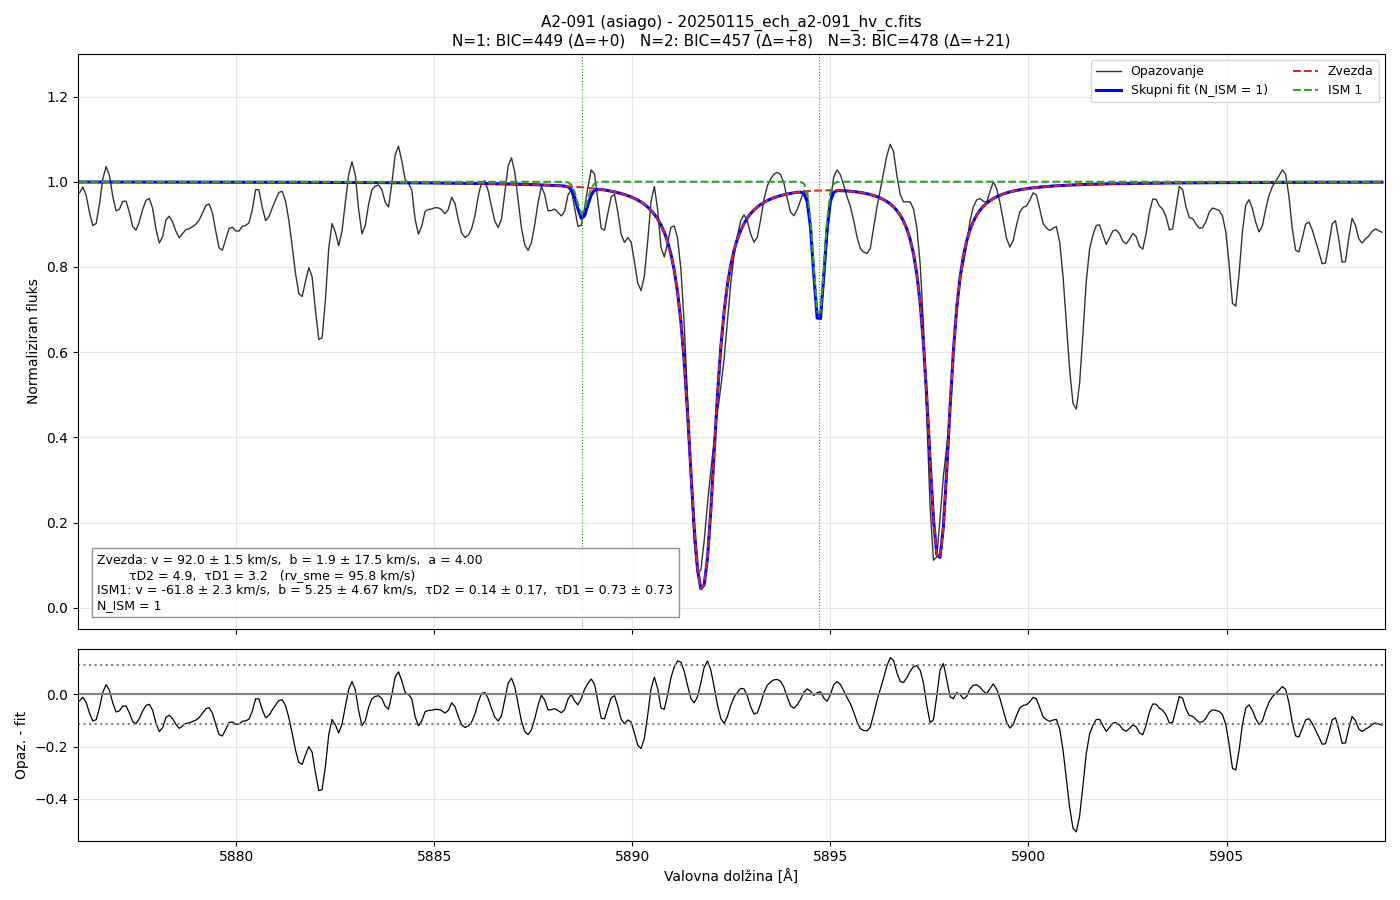 A2-091 (asiago) - 20250115_ech_a2-091_hv_c.fits
N=1: BIC=449 (Δ=+0)   N=2: BIC=457 (Δ=+8)   N=3: BIC=478 (Δ=+21)
Normaliziran fluks
1.2
1.0
0.8
0.6
0.4
0.2
0.0
Opazovanje
Skupni fit (N_ISM = 1)
Zvezda
ISM 1
Zvezda: v = 92.0 ± 1.5 km/s,  b = 1.9 ± 17.5 km/s,  a = 4.00
τD2 = 4.9,  τD1 = 3.2   (rv_sme = 95.8 km/s)
ISM1: v = -61.8 ± 2.3 km/s,  b = 5.25 ± 4.67 km/s,  τD2 = 0.14 ± 0.17,  τD1 = 0.73 ± 0.73
N_ISM = 1
Opaz. - fit
0.0
−0.2
−0.4
5880
5885
5890
5895
5900
5905
Valovna dolžina [Å]